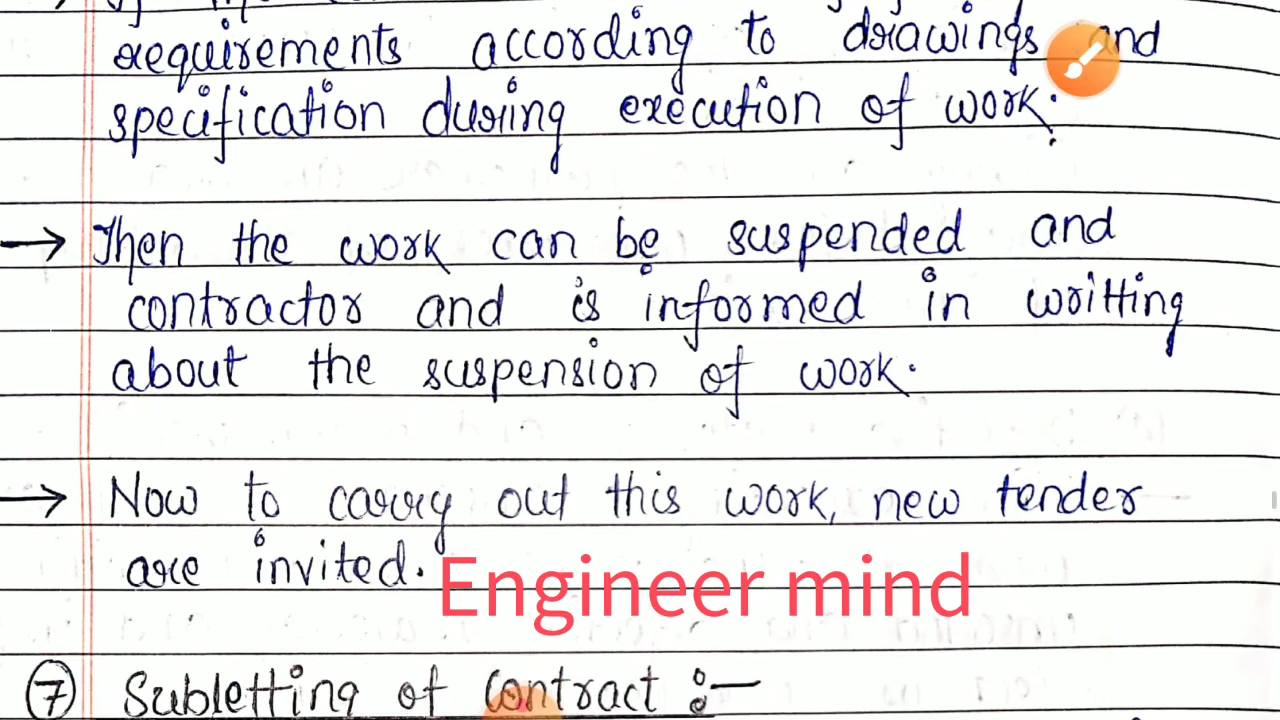 requirements according to drawings and
specification during execution of work.
→ Then the work can be suspended and
contractor and is informed in writting
about the suspension of work.
→ Now to carry out this work, new tender
are invited.
Engineer mind
⑦ Subletting of contract :-